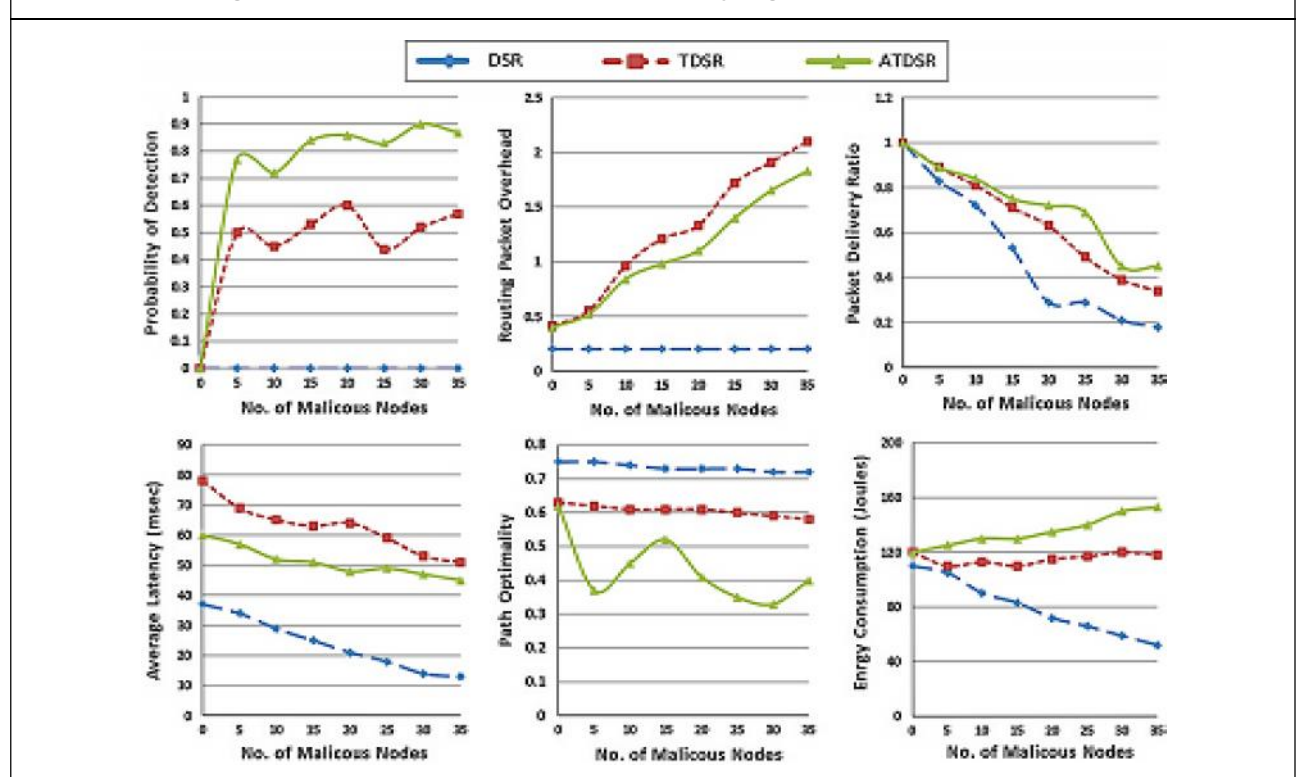 DSR TDSR ATDSR
Probability of Detection
1
0.9
0.8
0.7
0.6
0.5
0.4
0.3
0.2
0.1
0
0 5 10 15 20 25 30 35
No. of Malicous Nodes
Routing Packet Overhead
2.5
2
1.5
1
0.5
0
0 5 10 15 20 25 30 35
No. of Malicous Nodes
Packet Delivery Ratio
1.2
1
0.8
0.6
0.4
0.2
0
0 5 10 15 20 25 30 35
No. of Malicous Nodes
Average Latency (msec)
90
80
70
60
50
40
30
20
10
0
0 5 10 15 20 25 30 35
No. of Malicous Nodes
Path Optimality
0.8
0.7
0.6
0.5
0.4
0.3
0.2
0.1
0
0 5 10 15 20 25 30 35
No. of Malicous Nodes
Enrgy Consumption (Joules)
200
160
120
80
40
0
0 5 10 15 20 25 30 35
No. of Malicous Nodes